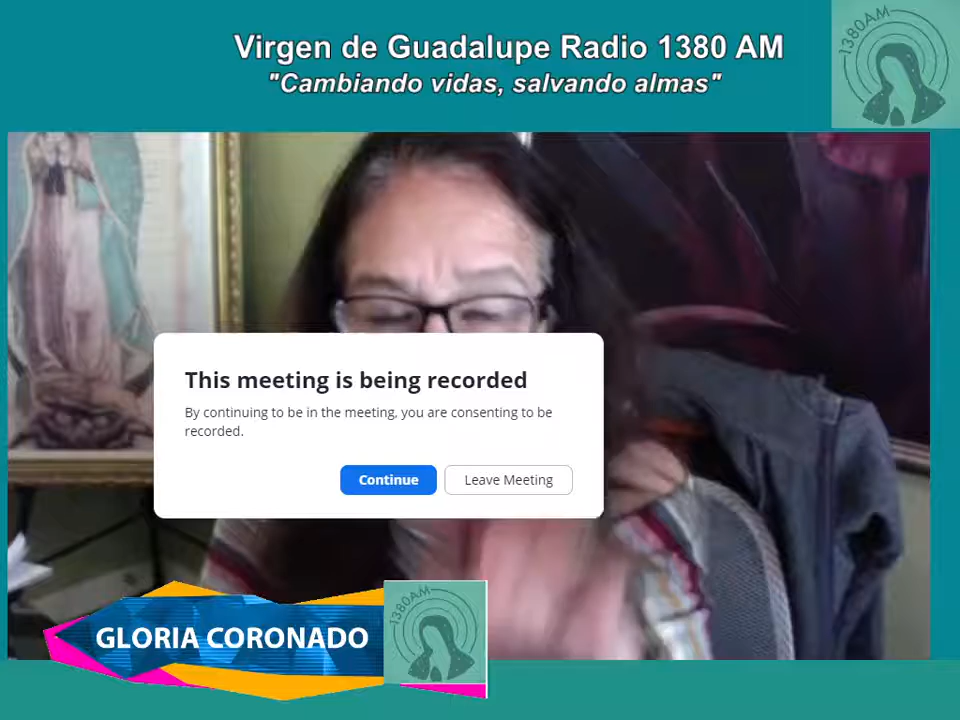 Virgen de Guadalupe Radio 1380 AM
"Cambiando vidas, salvando almas"
1380AM
This meeting is being recorded
By continuing to be in the meeting, you are consenting to be
recorded.
Continue
Leave Meeting
GLORIA CORONADO
1380AM